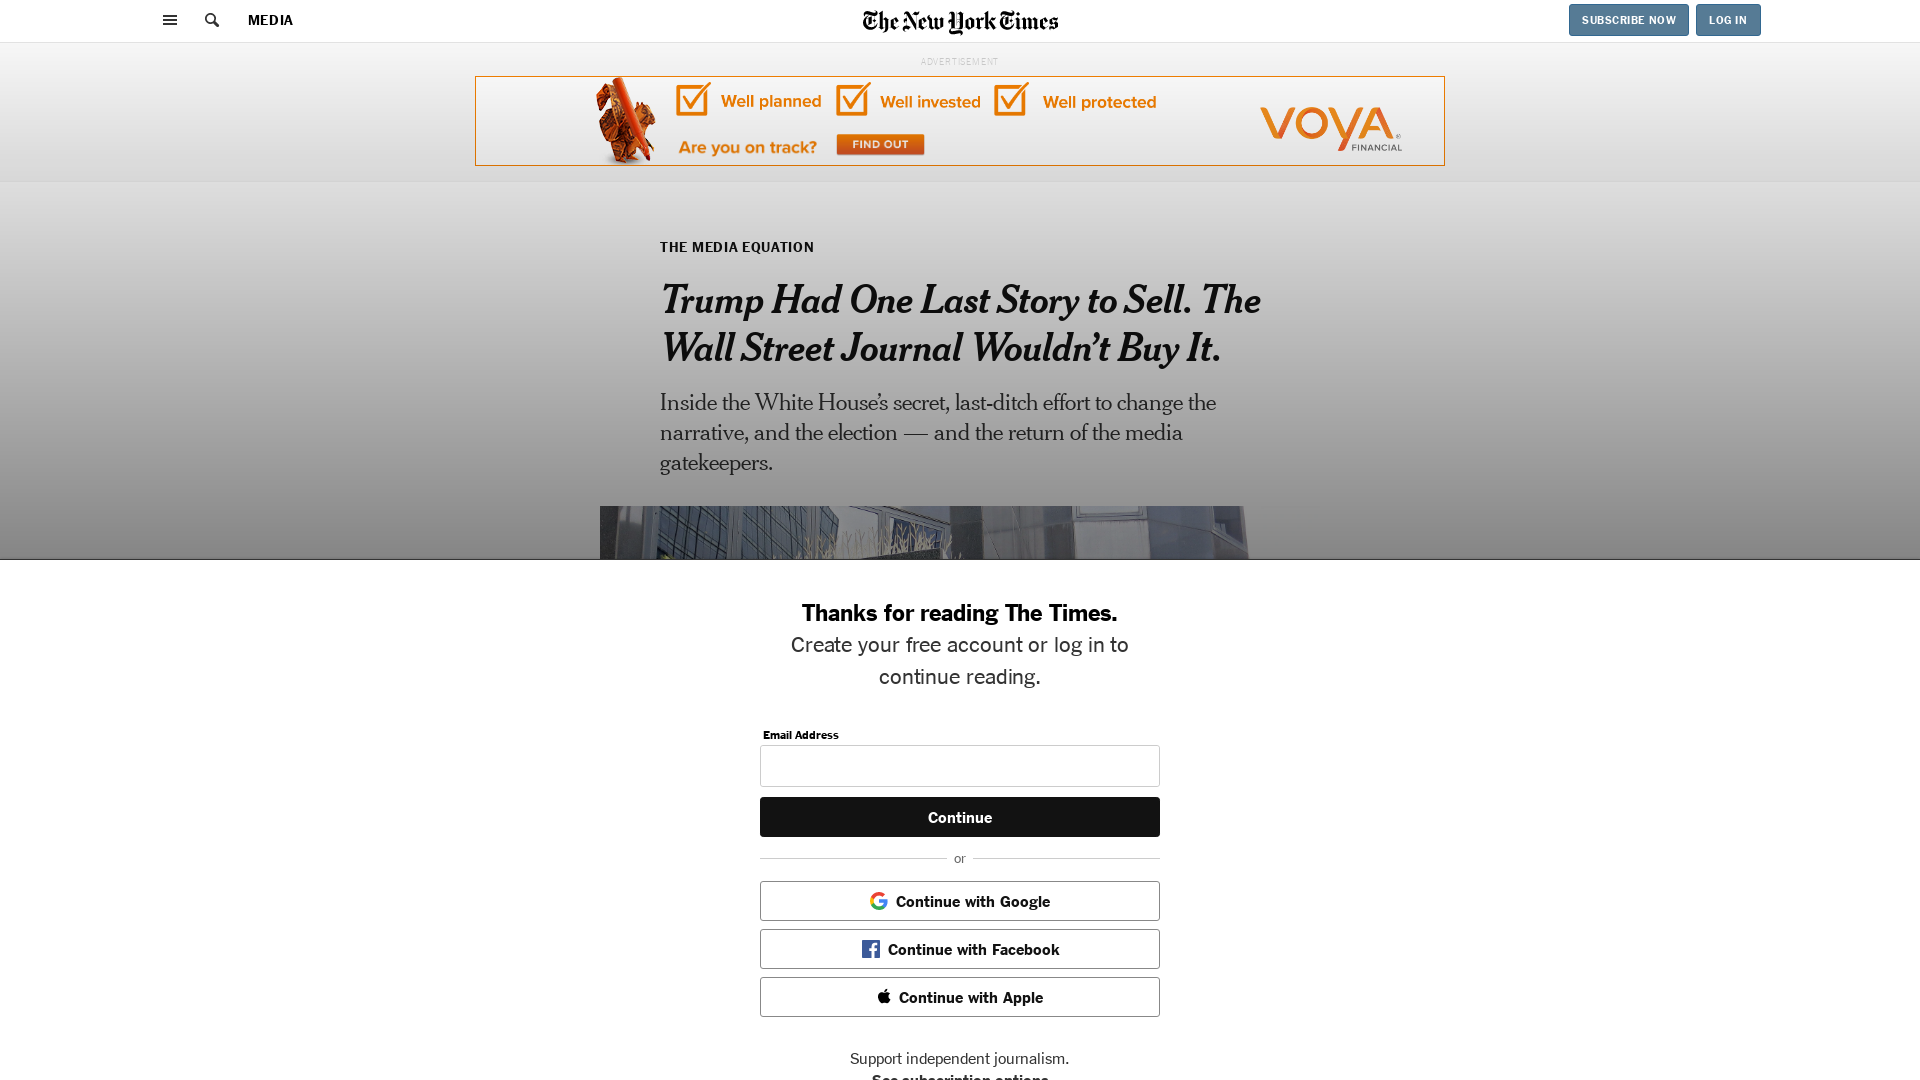 MEDIA
The New York Times
SUBSCRIBE NOW
LOG IN
ADVERTISEMENT
Well planned
Well invested
Well protected
Are you on track?
FIND OUT
VOYA®
FINANCIAL
THE MEDIA EQUATION
Trump Had One Last Story to Sell. The
Wall Street Journal Wouldn’t Buy It.
Inside the White House’s secret, last-ditch effort to change the
narrative, and the election — and the return of the media
gatekeepers.
Thanks for reading The Times.
Create your free account or log in to
continue reading.
Email Address
Continue
or
Continue with Google
Continue with Facebook
Continue with Apple
Support independent journalism.
See subscription options